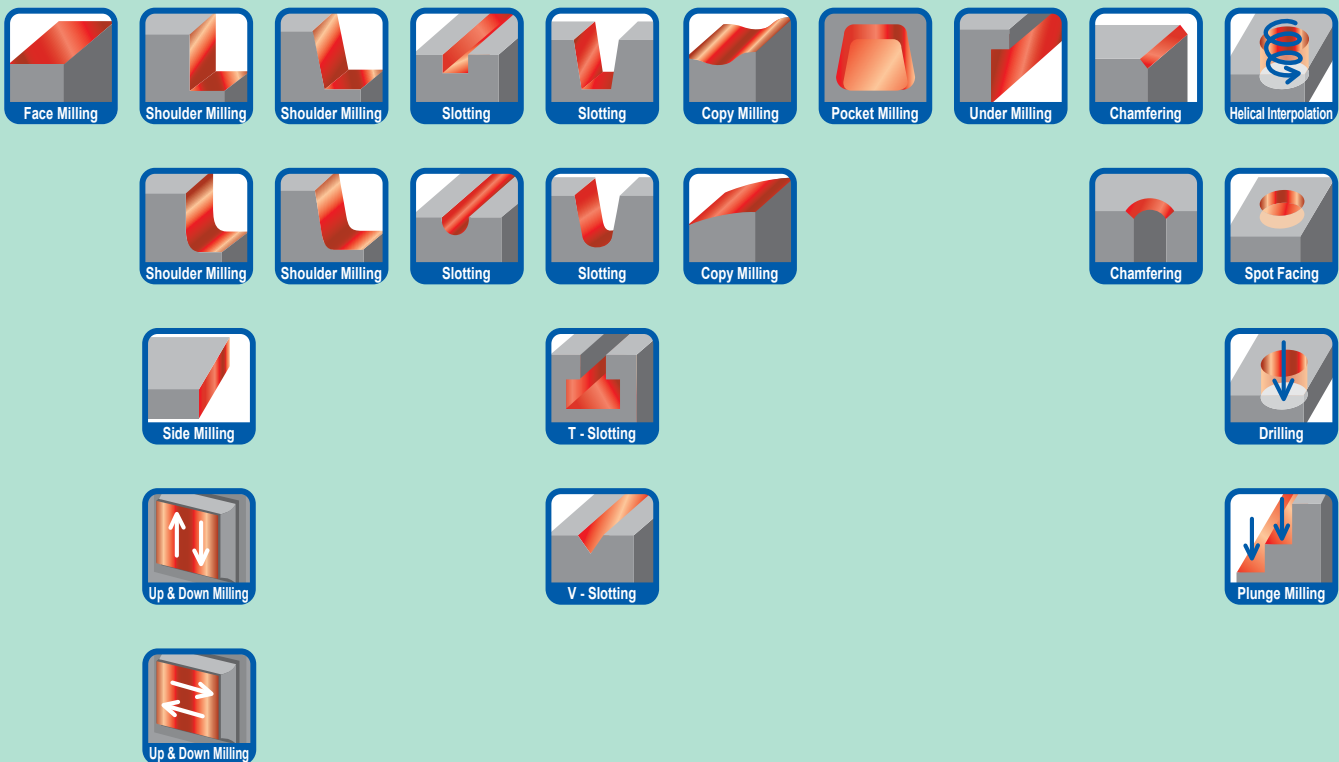 Face Milling
Shoulder Milling
Shoulder Milling
Slotting
Slotting
Copy Milling
Pocket Milling
Under Milling
Chamfering
Helical Interpolation
Shoulder Milling
Shoulder Milling
Slotting
Slotting
Copy Milling
Chamfering
Spot Facing
Side Milling
T - Slotting
Drilling
Up & Down Milling
V - Slotting
Plunge Milling
Up & Down Milling